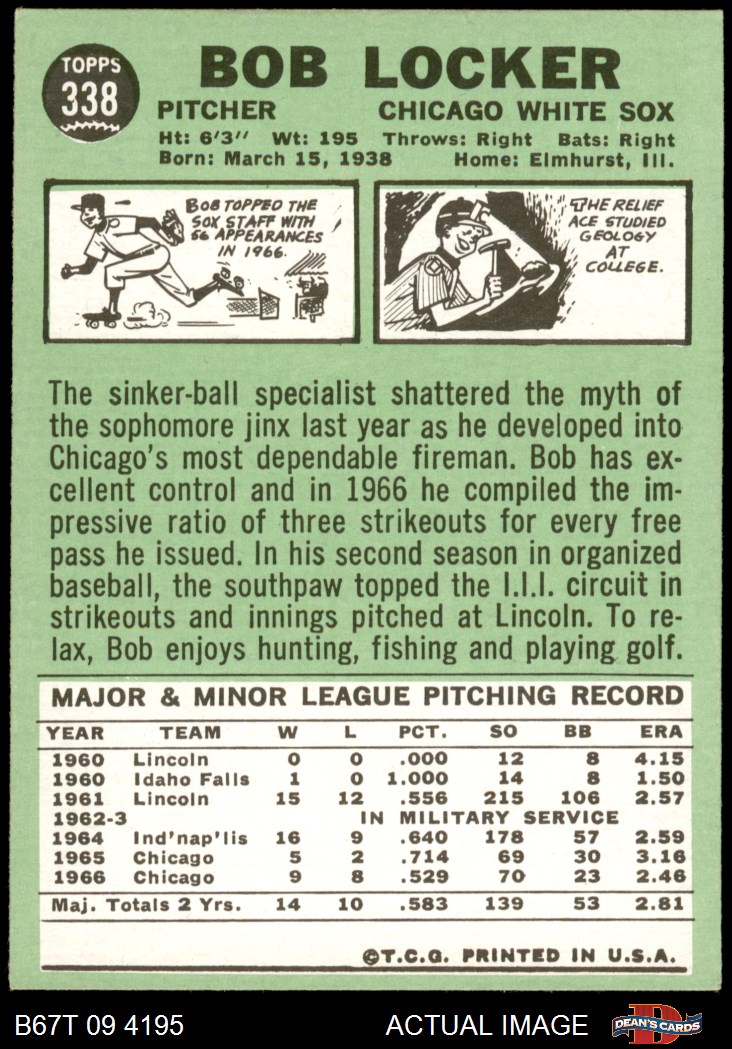 TOPPS
338
BOB LOCKER
PITCHER CHICAGO WHITE SOX
Ht: 6'3" Wt: 195 Throws: Right Bats: Right
Born: March 15, 1938 Home: Elmhurst, Ill.
BOB TOPPED THE
SOX STAFF WITH
56 APPEARANCES
IN 1966.
THE RELIEF
ACE STUDIED
GEOLOGY
AT
COLLEGE.
The sinker-ball specialist shattered the myth of
the sophomore jinx last year as he developed into
Chicago's most dependable fireman. Bob has ex-
cellent control and in 1966 he compiled the im-
pressive ratio of three strikeouts for every free
pass he issued. In his second season in organized
baseball, the southpaw topped the I.I.I. circuit in
strikeouts and innings pitched at Lincoln. To re-
lax, Bob enjoys hunting, fishing and playing golf.
MAJOR & MINOR LEAGUE PITCHING RECORD
YEAR TEAM W L PCT. SO BB ERA
1960 Lincoln 0 0 .000 12 8 4.15
1960 Idaho Falls 1 0 1.000 14 8 1.50
1961 Lincoln 15 12 .556 215 106 2.57
1962-3 IN MILITARY SERVICE
1964 Ind'nap'lis 16 9 .640 178 57 2.59
1965 Chicago 5 2 .714 69 30 3.16
1966 Chicago 9 8 .529 70 23 2.46
Maj. Totals 2 Yrs. 14 10 .583 139 53 2.81
©T.C.G. PRINTED IN U.S.A.
B67T 09 4195 ACTUAL IMAGE DEAN'S CARDS